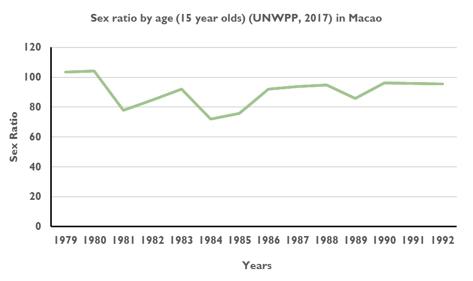 Sex ratio by age (15 year olds) (UNWPP, 2017) in Macao
120
100
80
60
40
20
0
Sex Ratio
1979 1980 1981 1982 1983 1984 1985 1986 1987 1988 1989 1990 1991 1992
Years